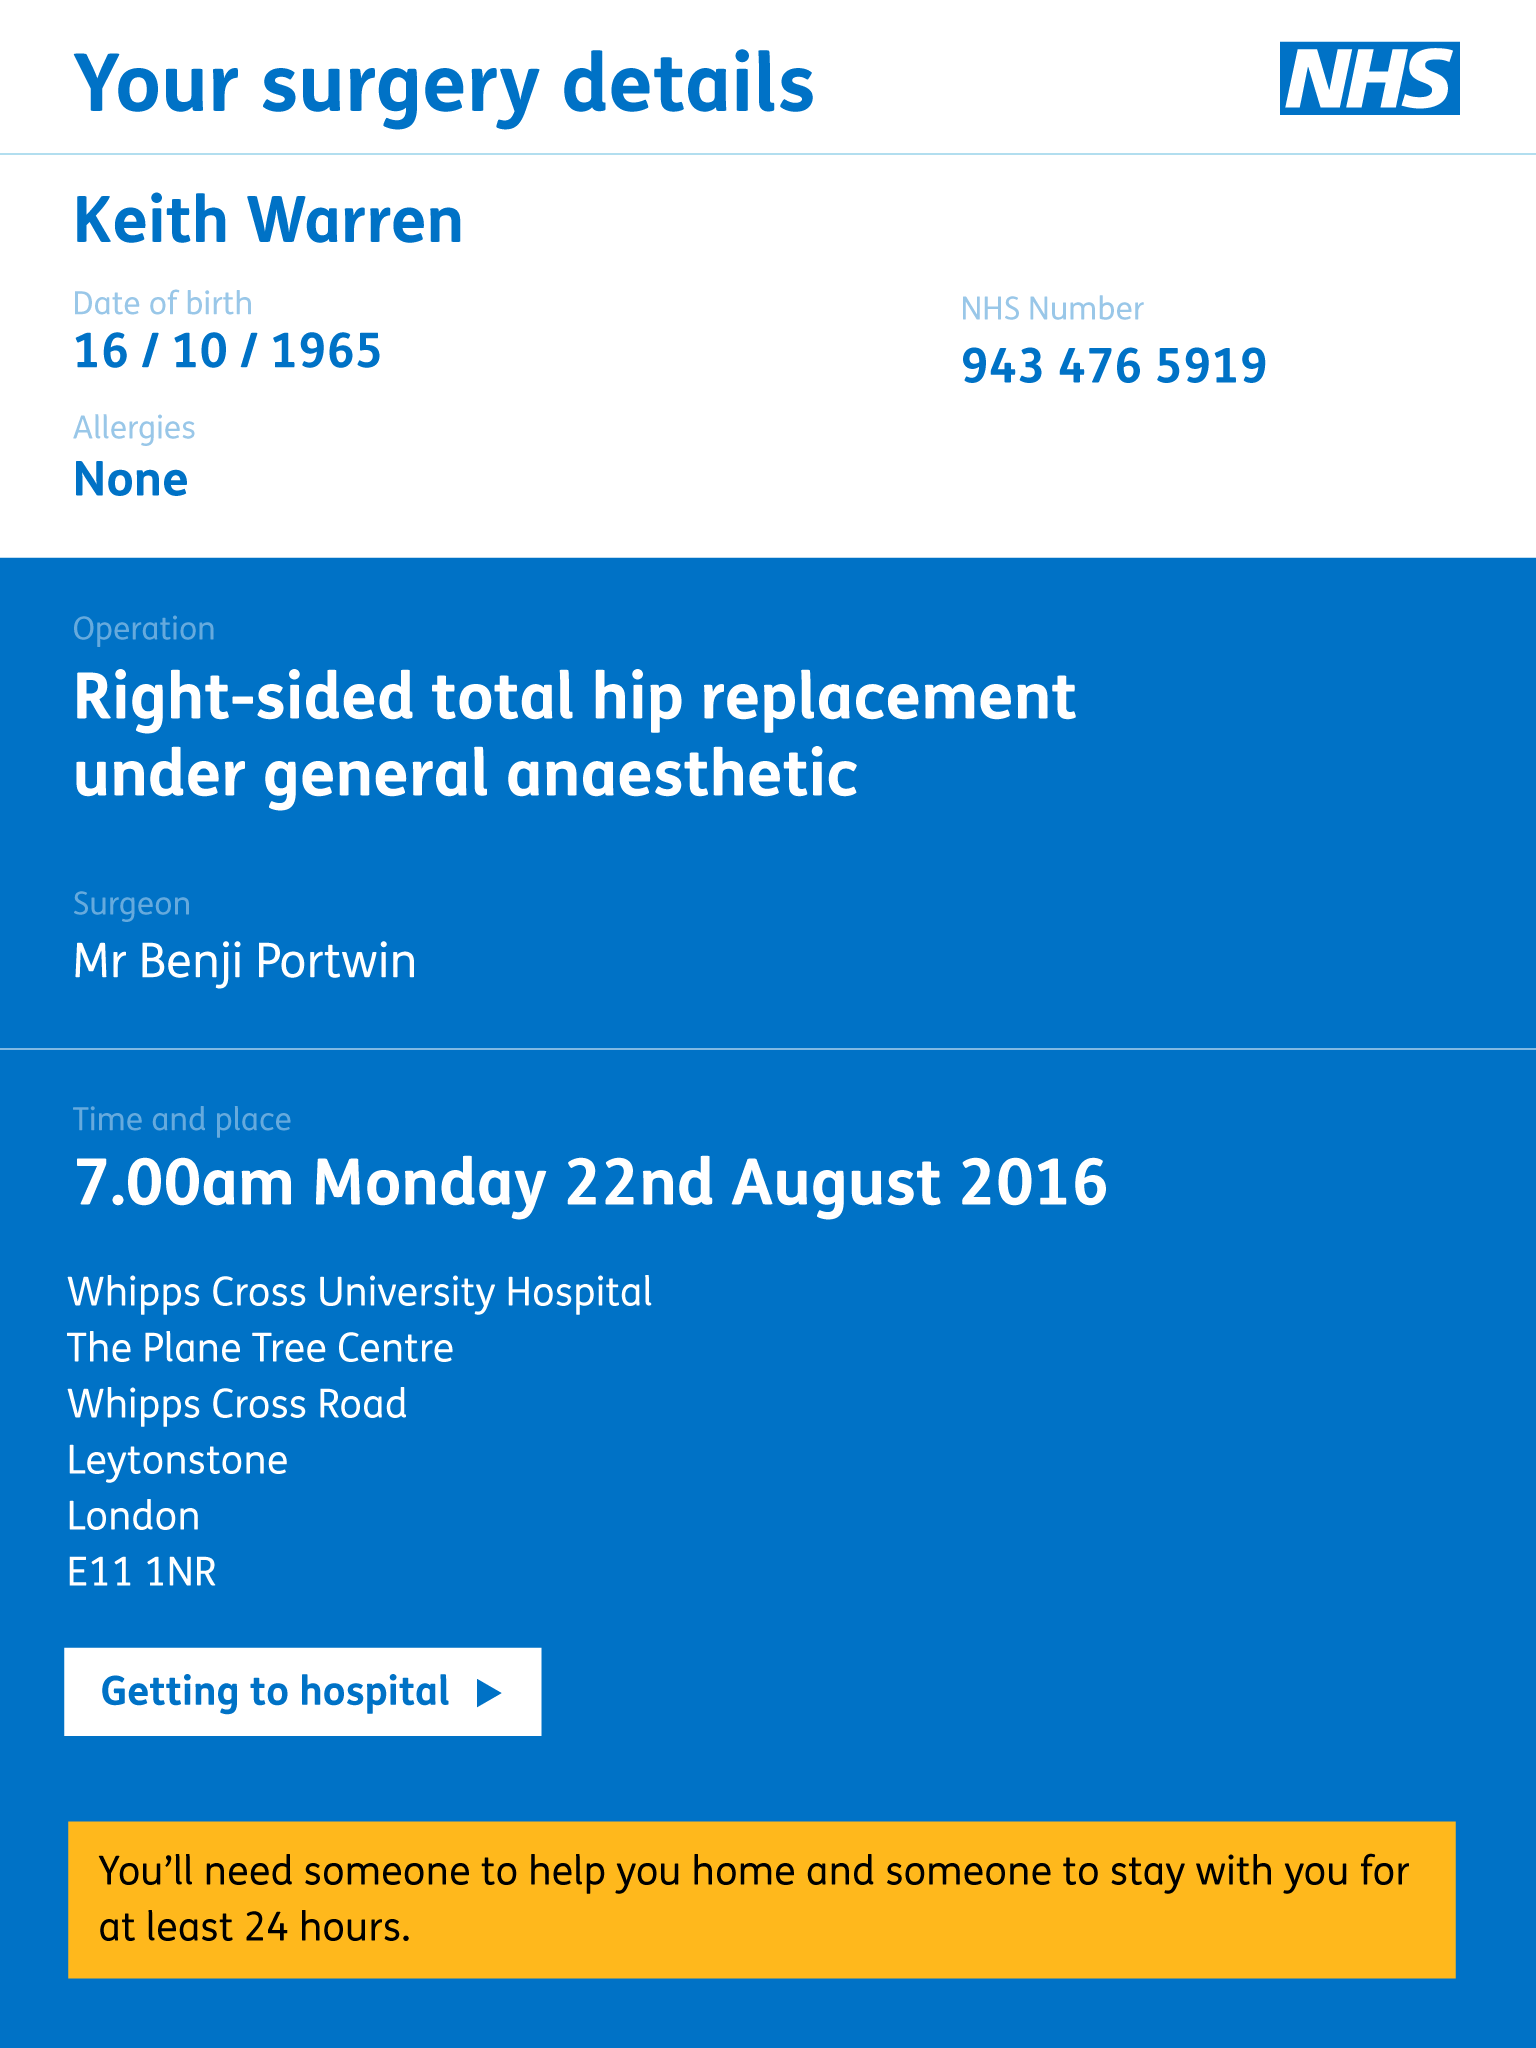 Your surgery details
NHS
Keith Warren
Date of birth
16 / 10 / 1965
NHS Number
943 476 5919
Allergies
None
Operation
Right-sided total hip replacement
under general anaesthetic
Surgeon
Mr Benji Portwin
Time and place
7.00am Monday 22nd August 2016
Whipps Cross University Hospital
The Plane Tree Centre
Whipps Cross Road
Leytonstone
London
E11 1NR
Getting to hospital
You’ll need someone to help you home and someone to stay with you for
at least 24 hours.